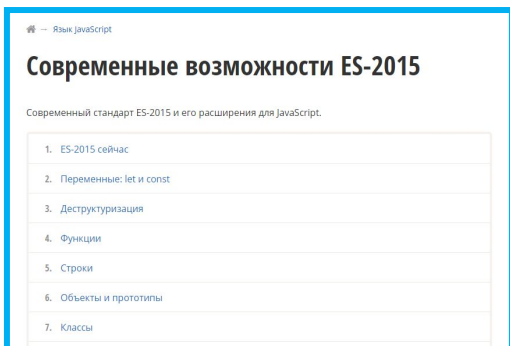 → Язык JavaScript
Современные возможности ES-2015
Современный стандарт ES-2015 и его расширения для JavaScript.
1. ES-2015 сейчас
2. Переменные: let и const
3. Деструктуризация
4. Функции
5. Строки
6. Объекты и прототипы
7. Классы